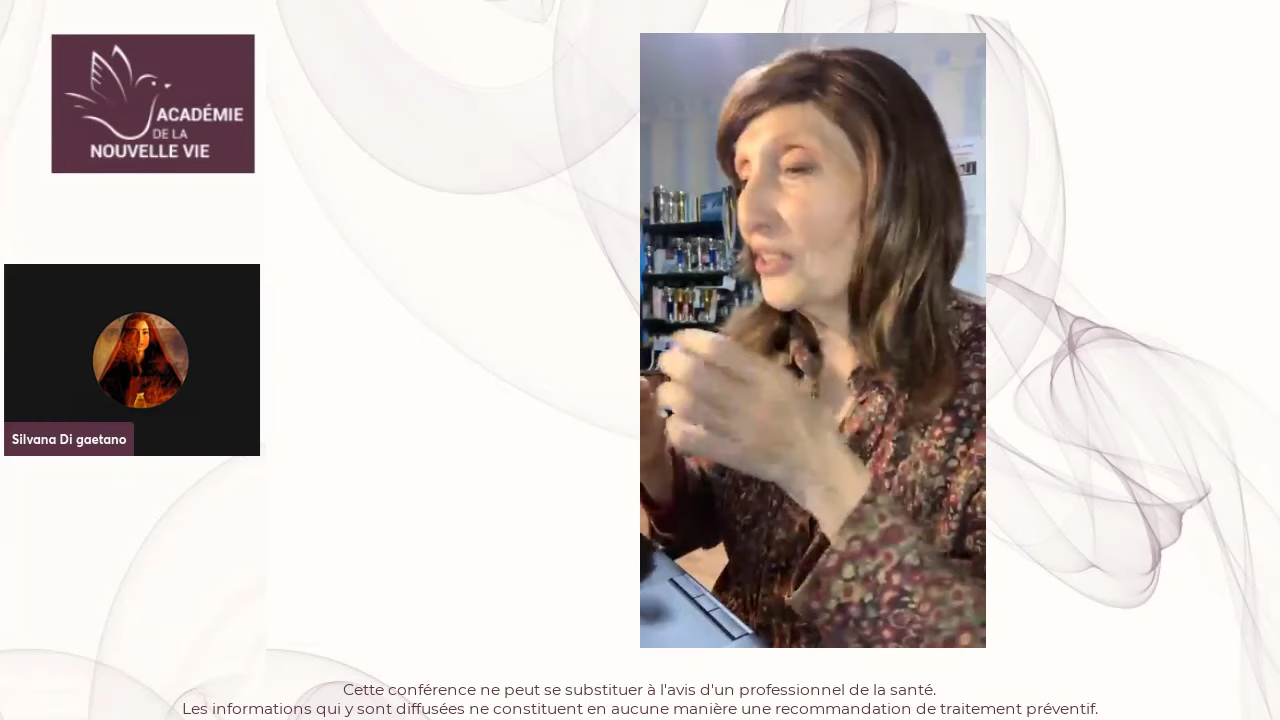 ACADÉMIE
DE LA
NOUVELLE VIE
Silvana Di gaetano
Cette conférence ne peut se substituer à l'avis d'un professionnel de la santé.
Les informations qui y sont diffusées ne constituent en aucune manière une recommandation de traitement préventif.